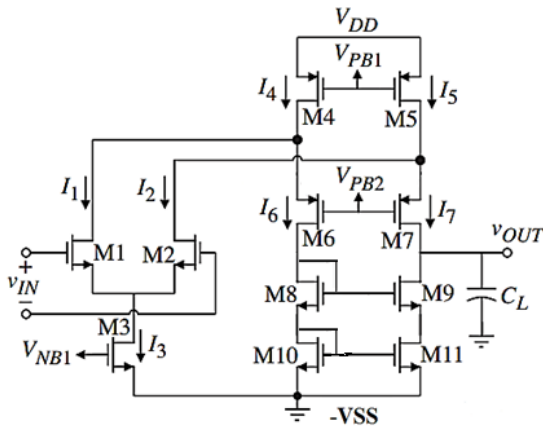 V_DD
V_PB1
I_4
I_5
M4
M5
I_1
I_2
V_PB2
I_6
I_7
M6
M7
v_OUT
M1
M2
v_IN
+
−
M8
M9
C_L
M3
V_NB1
I_3
M10
M11
-VSS